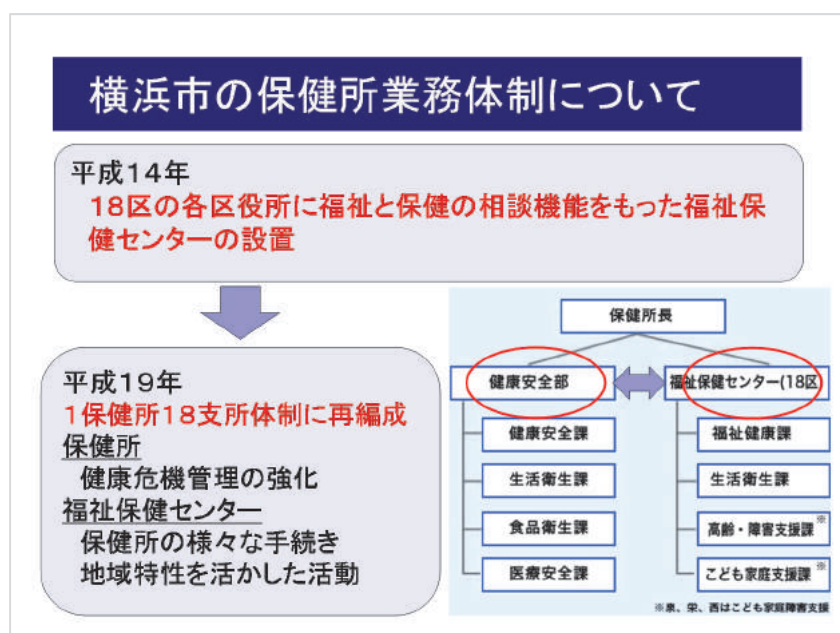 横浜市の保健所業務体制について
平成14年
18区の各区役所に福祉と保健の相談機能をもった福祉保
健センターの設置
平成19年
1保健所18支所体制に再編成
保健所
健康危機管理の強化
福祉保健センター
保健所の様々な手続き
地域特性を活かした活動
保健所長
健康安全部
福祉保健センター(18区
健康安全課
福祉健康課
生活衛生課
生活衛生課
食品衛生課
高齢・障害支援課※
医療安全課
こども家庭支援課※
※泉、栄、西はこども家庭障害支援